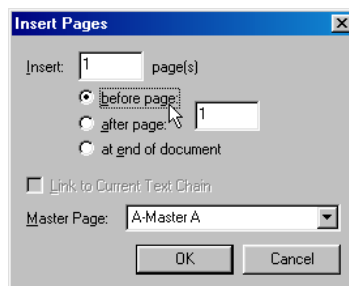 Insert Pages
Insert: 1 page(s)
before page:
after page: 1
at end of document
Link to Current Text Chain
Master Page: A-Master A
OK Cancel